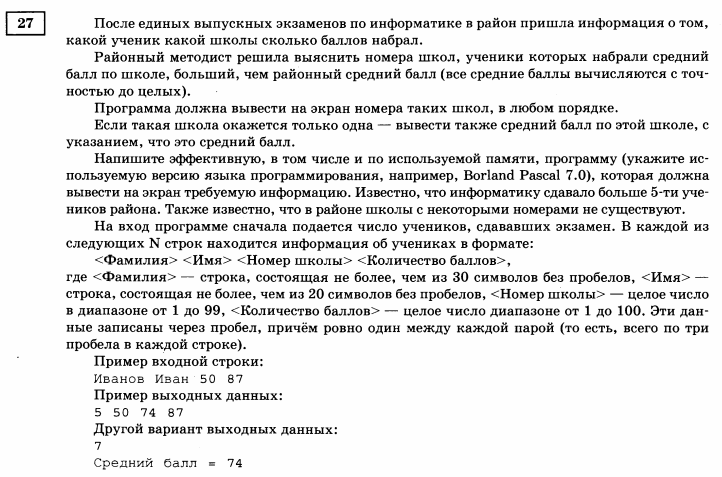 27
После единых выпускных экзаменов по информатике в район пришла информация о том,
какой ученик какой школы сколько баллов набрал.
Районный методист решила выяснить номера школ, ученики которых набрали средний
балл по школе, больший, чем районный средний балл (все средние баллы вычисляются с точ-
ностью до целых).
Программа должна вывести на экран номера таких школ, в любом порядке.
Если такая школа окажется только одна — вывести также средний балл по этой школе, с
указанием, что это средний балл.
Напишите эффективную, в том числе и по используемой памяти, программу (укажите ис-
пользуемую версию языка программирования, например, Borland Pascal 7.0), которая должна
вывести на экран требуемую информацию. Известно, что информатику сдавало больше 5-ти уче-
ников района. Также известно, что в районе школы с некоторыми номерами не существуют.
На вход программе сначала подается число учеников, сдававших экзамен. В каждой из
следующих N строк находится информация об учениках в формате:
<Фамилия> <Имя> <Номер школы> <Количество баллов>,
где <Фамилия> — строка, состоящая не более, чем из 30 символов без пробелов, <Имя> —
строка, состоящая не более, чем из 20 символов без пробелов, <Номер школы> — целое число
в диапазоне от 1 до 99, <Количество баллов> — целое число диапазоне от 1 до 100. Эти дан-
ные записаны через пробел, причём ровно один между каждой парой (то есть, всего по три
пробела в каждой строке).
Пример входной строки:
Иванов Иван 50 87
Пример выходных данных:
5 50 74 87
Другой вариант выходных данных:
7
Средний балл = 74